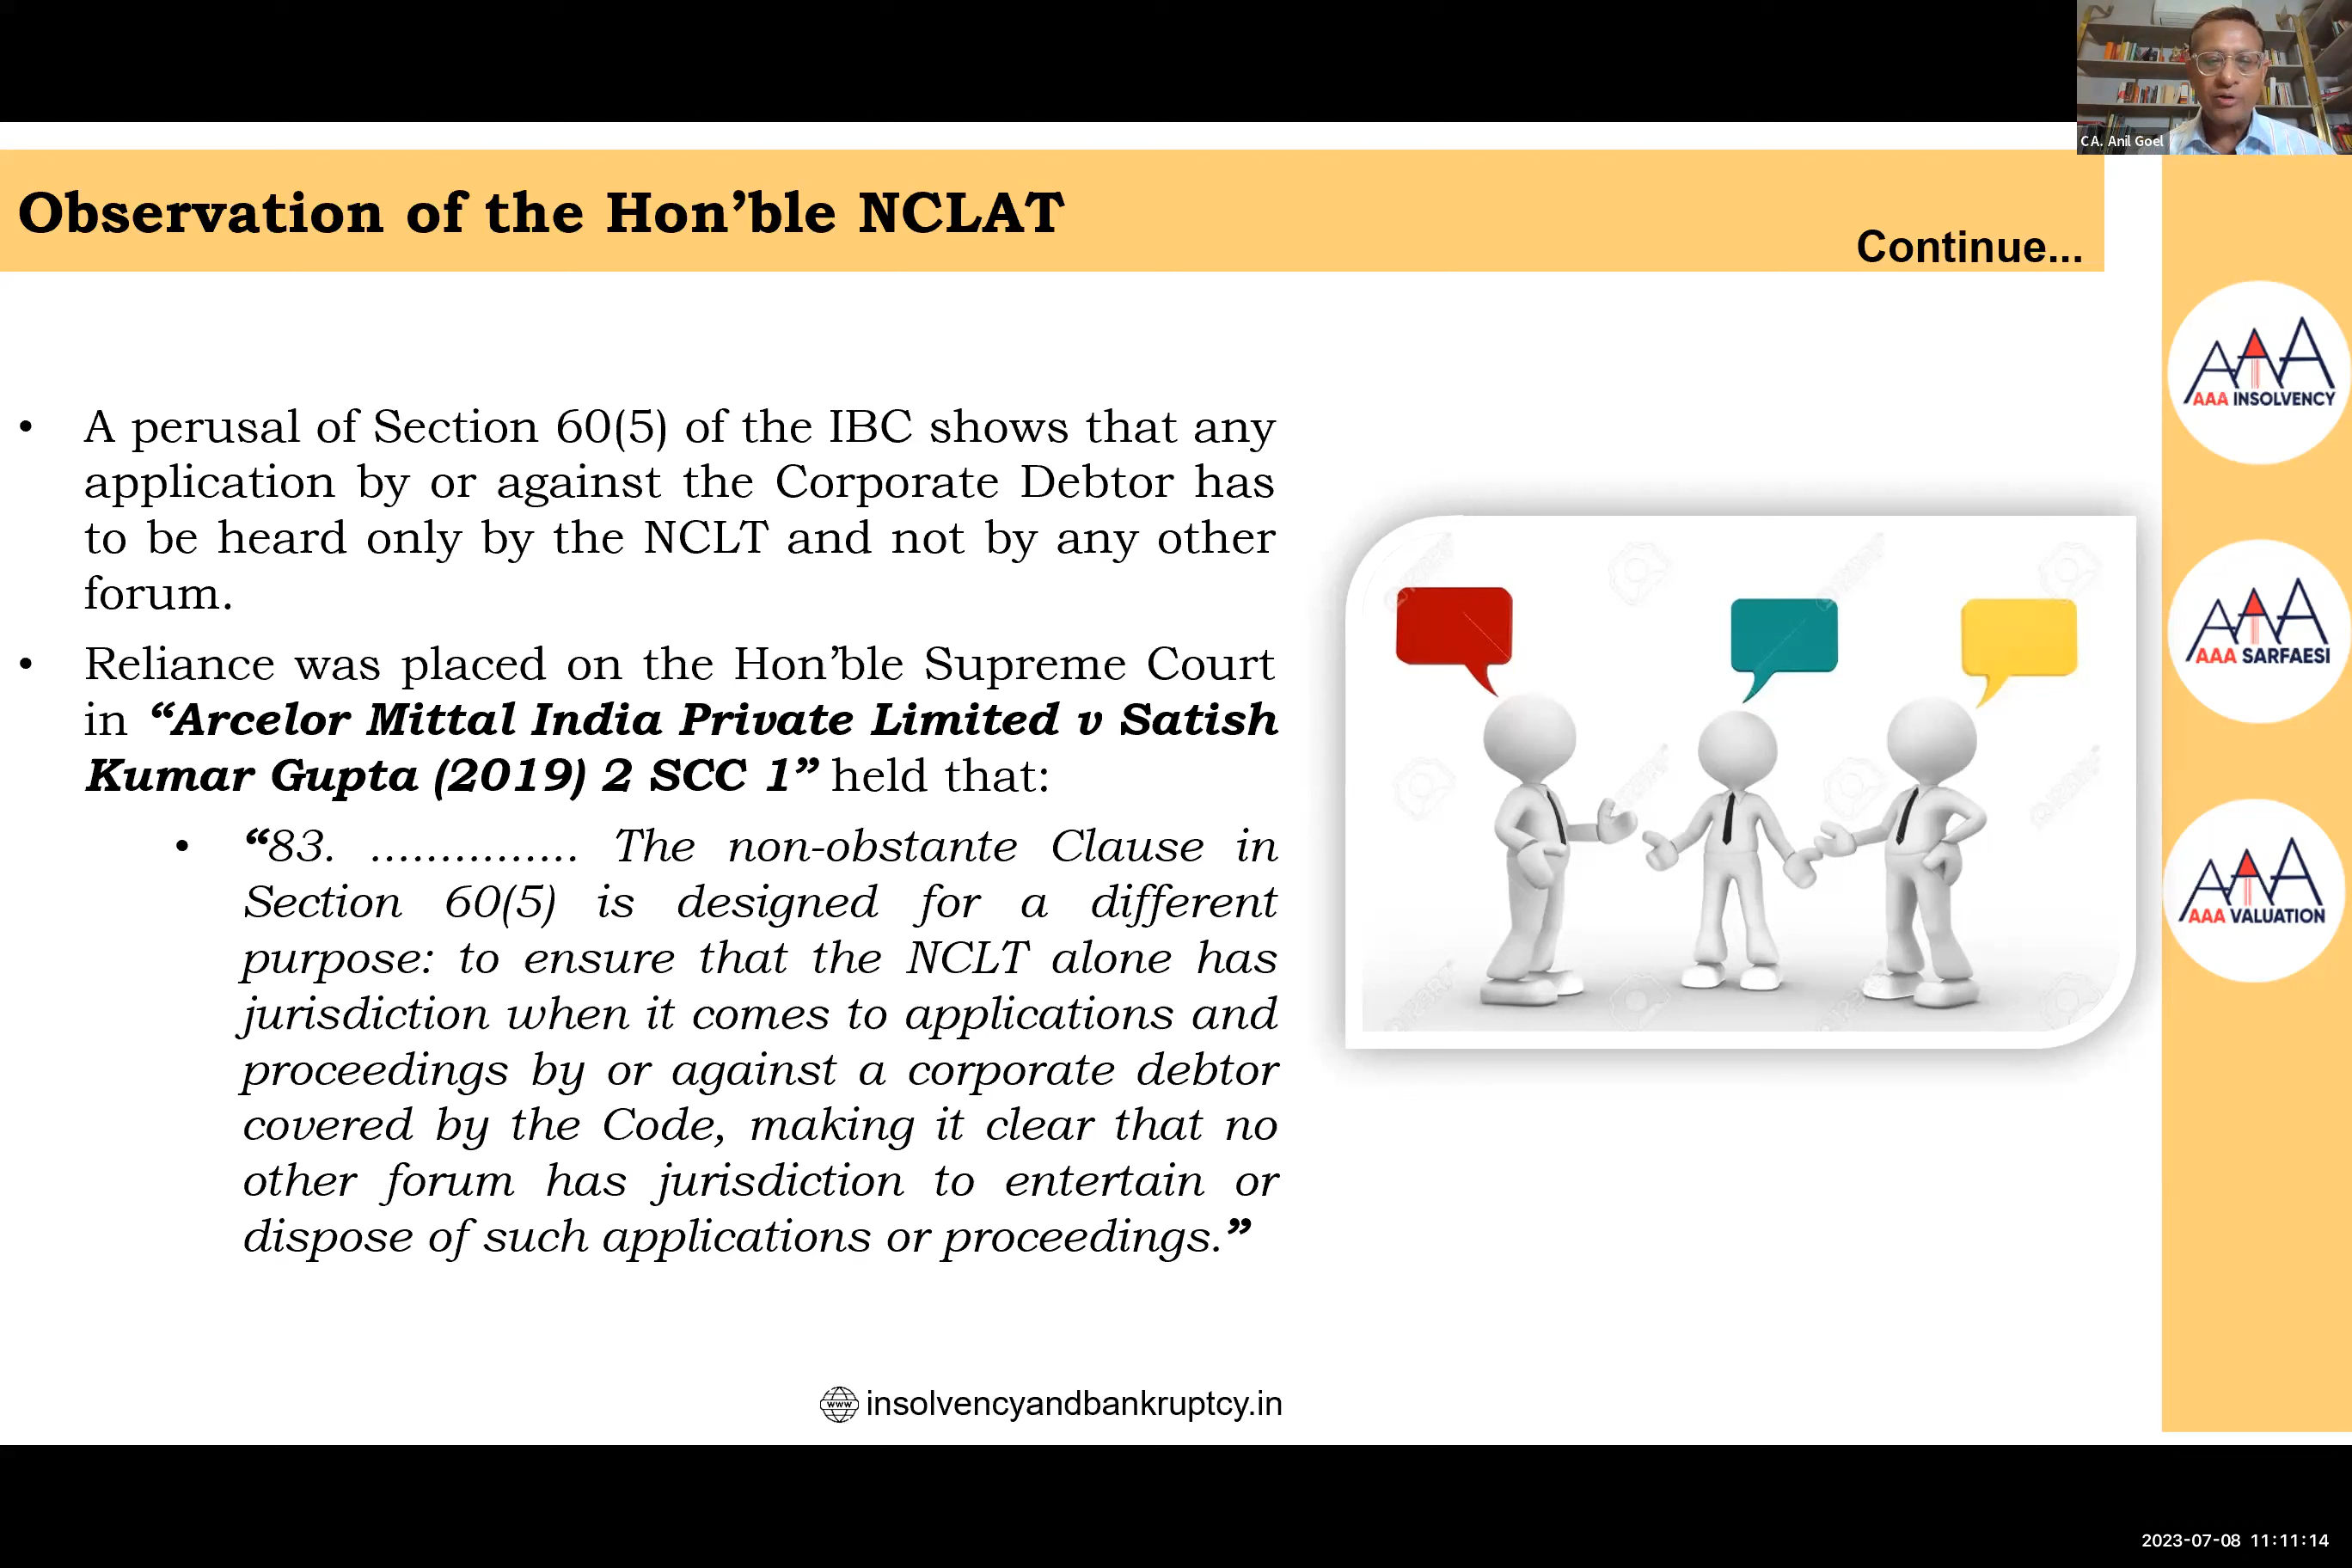 CA. Anil Goel
Observation of the Hon’ble NCLAT
Continue...
• A perusal of Section 60(5) of the IBC shows that any
application by or against the Corporate Debtor has
to be heard only by the NCLT and not by any other
forum.
• Reliance was placed on the Hon’ble Supreme Court
in “Arcelor Mittal India Private Limited v Satish
Kumar Gupta (2019) 2 SCC 1” held that:
• “83. ............... The non-obstante Clause in
Section 60(5) is designed for a different
purpose: to ensure that the NCLT alone has
jurisdiction when it comes to applications and
proceedings by or against a corporate debtor
covered by the Code, making it clear that no
other forum has jurisdiction to entertain or
dispose of such applications or proceedings.”
AAA INSOLVENCY
AAA SARFAESI
AAA VALUATION
www insolvencyandbankruptcy.in
2023-07-08 11:11:14